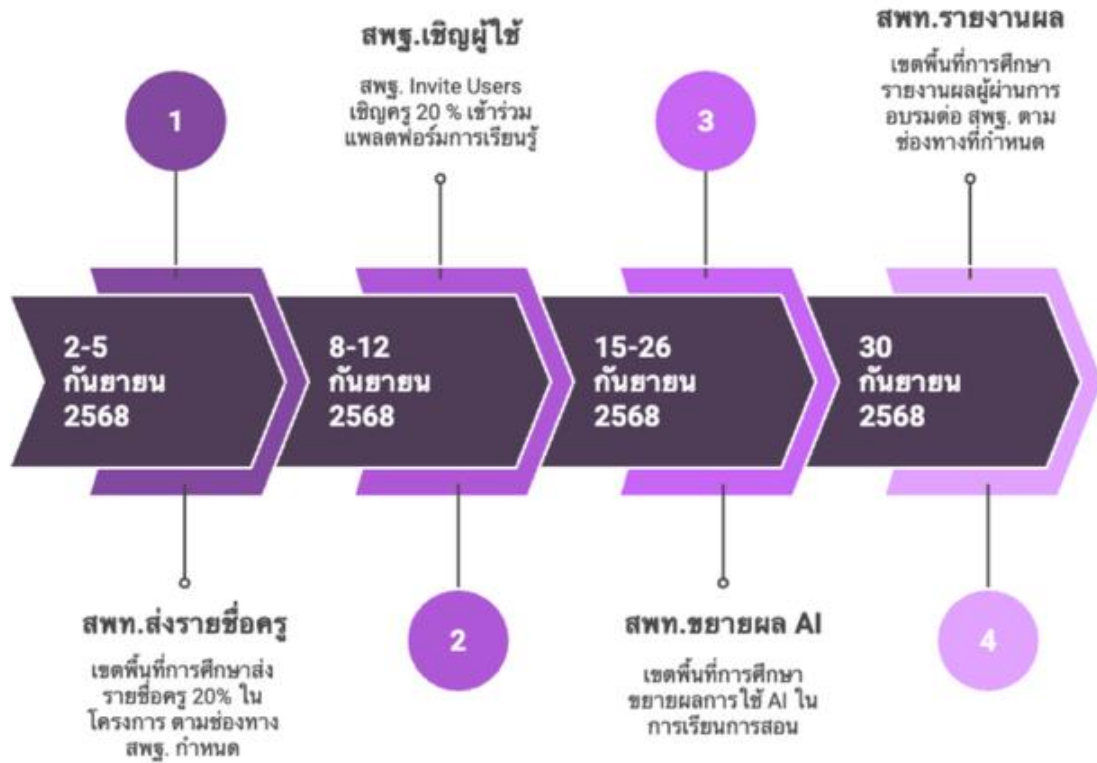 1
2-5
กันยายน
2568
สพท.ส่งรายชื่อครู
เขตพื้นที่การศึกษาส่ง
รายชื่อครู 20% ใน
โครงการ ตามช่องทาง
สพฐ. กำหนด
สพฐ.เชิญผู้ใช้
สพฐ. Invite Users
เชิญครู 20 % เข้าร่วม
แพลตฟอร์มการเรียนรู้
8-12
กันยายน
2568
2
3
15-26
กันยายน
2568
สพท.ขยายผล AI
เขตพื้นที่การศึกษา
ขยายผลการใช้ AI ใน
การเรียนการสอน
สพท.รายงานผล
เขตพื้นที่การศึกษา
รายงานผลผู้ผ่านการ
อบรมต่อ สพฐ. ตาม
ช่องทางที่กำหนด
30
กันยายน
2568
4